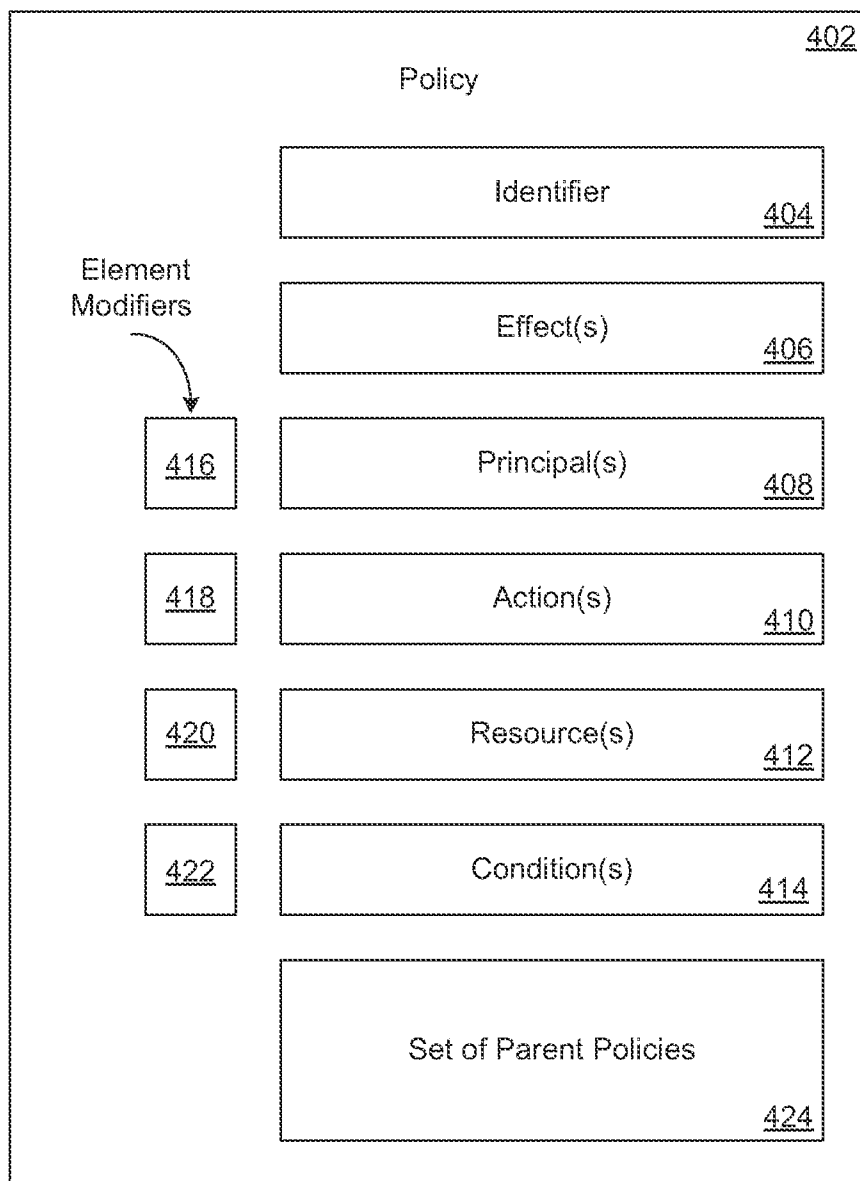 402
Policy
Identifier
404
Element
Modifiers
Effect(s)
406
416
Principal(s)
408
418
Action(s)
410
420
Resource(s)
412
422
Condition(s)
414
Set of Parent Policies
424